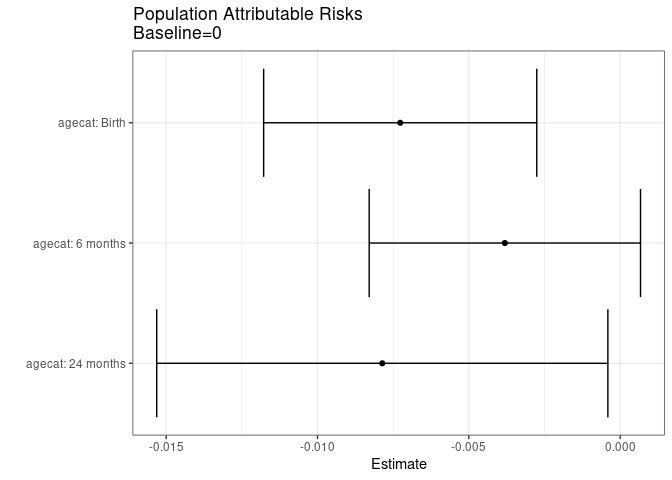 Population Attributable Risks
Baseline=0
agecat: Birth
agecat: 6 months
agecat: 24 months
-0.015 -0.010 -0.005 0.000
Estimate